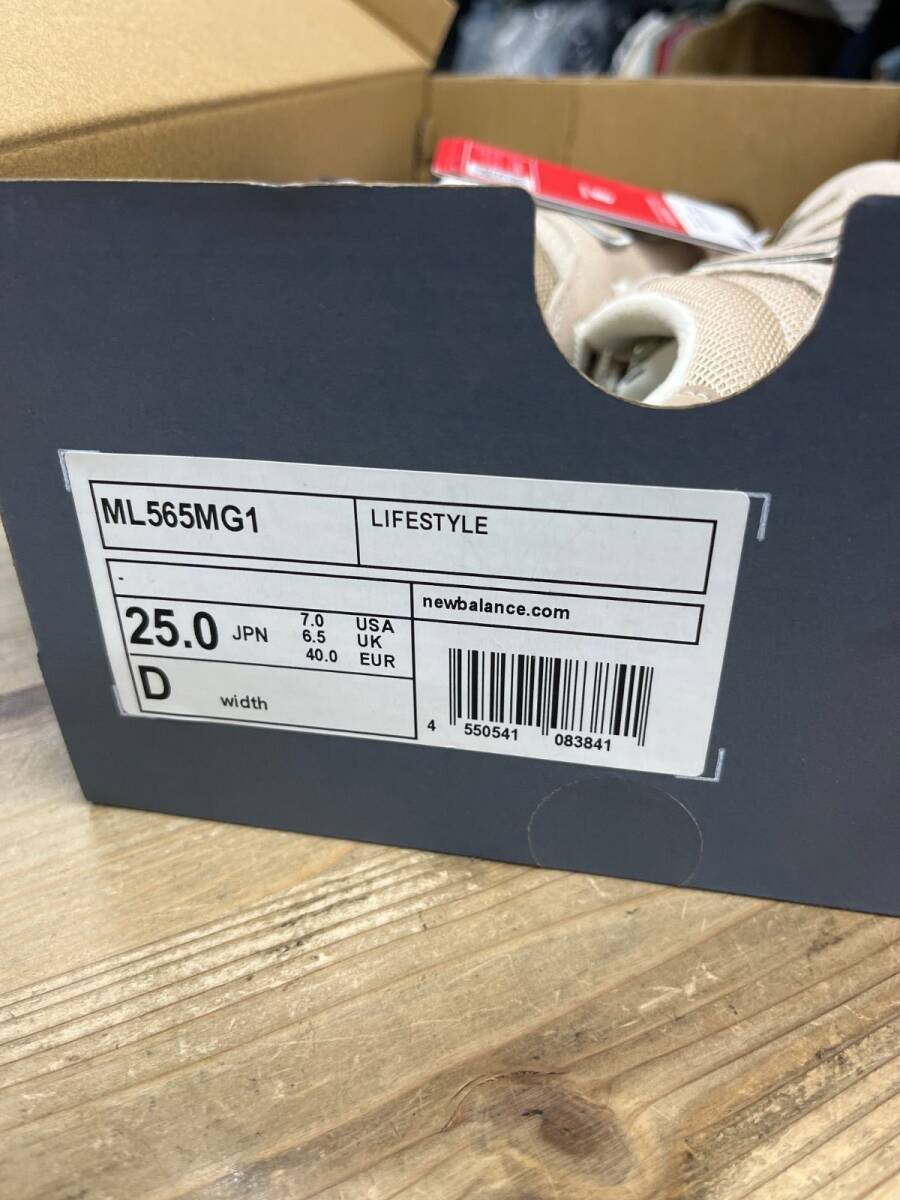 ML565MG1
LIFESTYLE
-
newbalance.com
25.0 JPN
7.0 USA
6.5 UK
40.0 EUR
D width
4 550541 083841